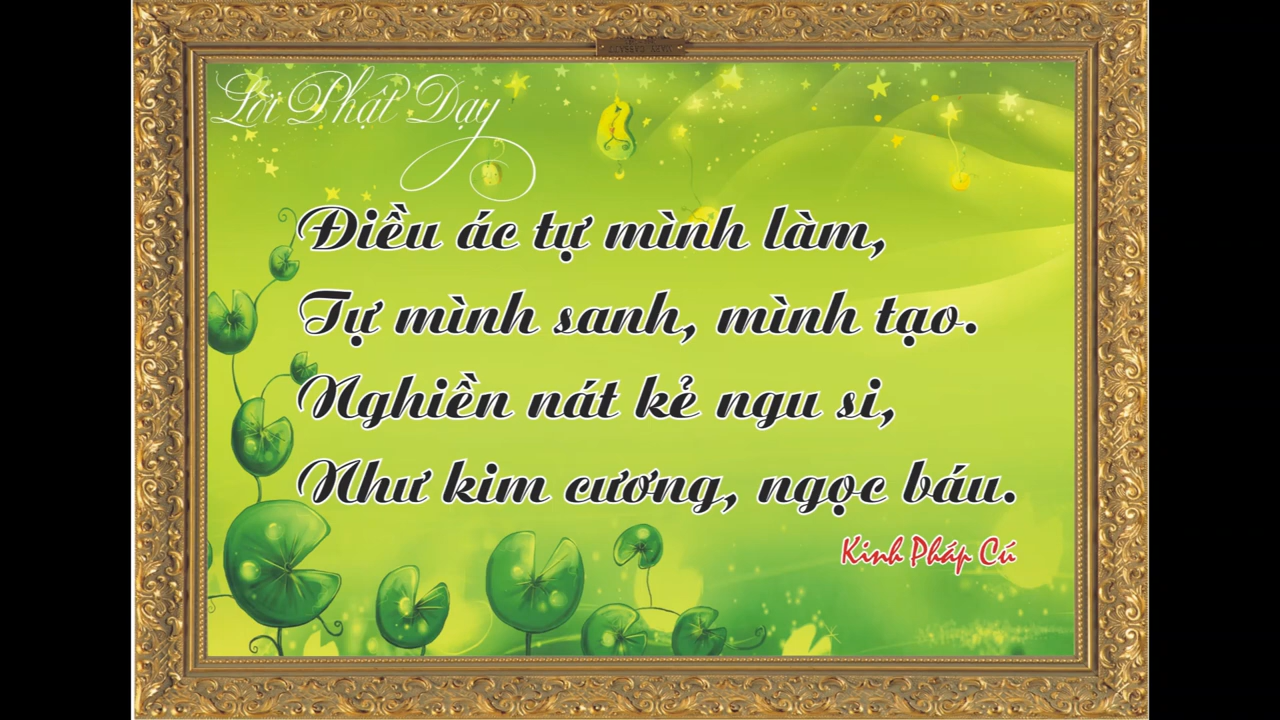 Lời Phật Dạy
Điều ác tự mình làm,
Tự mình sanh, mình tạo.
Nghiền nát kẻ ngu si,
Như kim cương, ngọc báu.
Kinh Pháp Cú